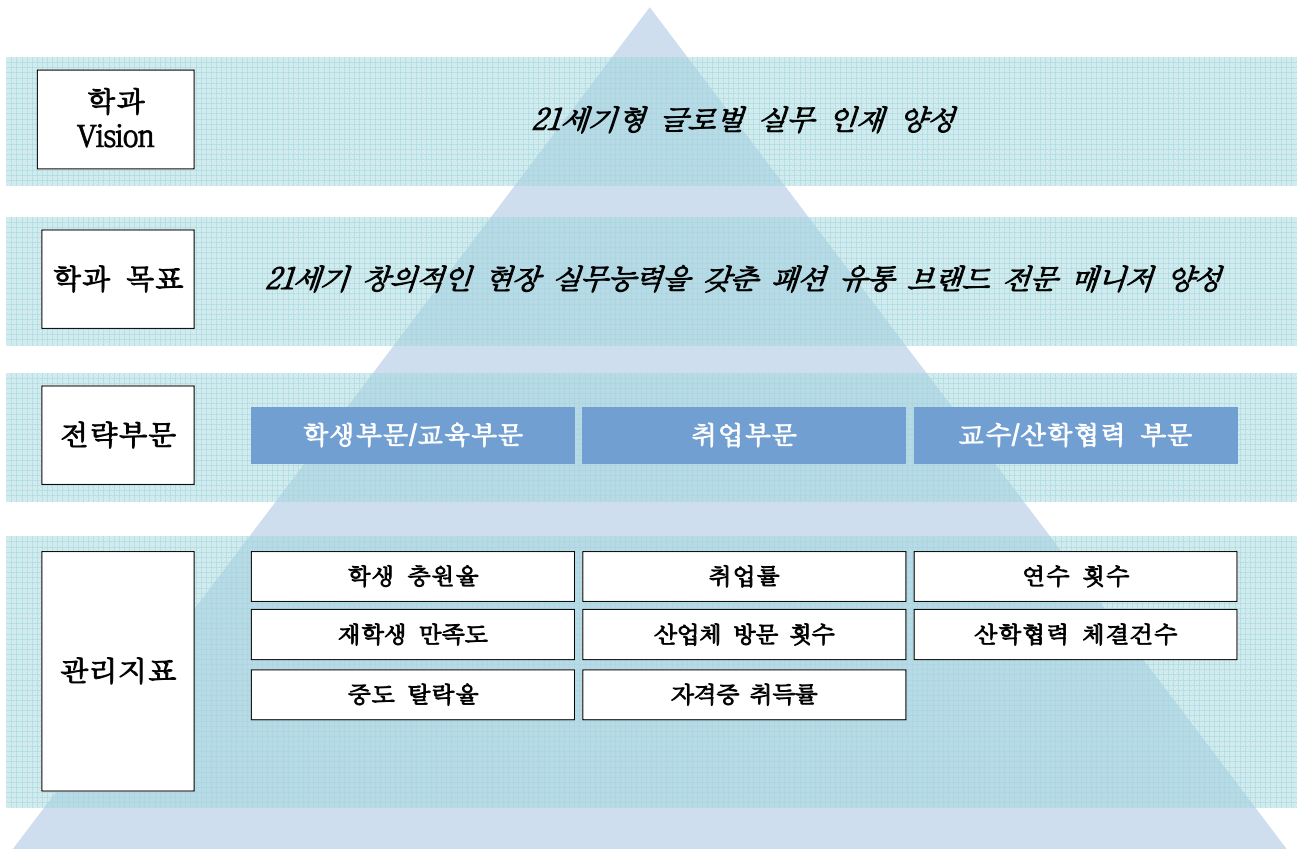 학과
Vision
21세기형 글로벌 실무 인재 양성
학과 목표
21세기 창의적인 현장 실무능력을 갖춘 패션 유통 브랜드 전문 매니저 양성
전략부문
학생부문/교육부문
취업부문
교수/산학협력 부문
관리지표
학생 충원율
취업률
연수 횟수
재학생 만족도
산업체 방문 횟수
산학협력 체결건수
중도 탈락율
자격증 취득률